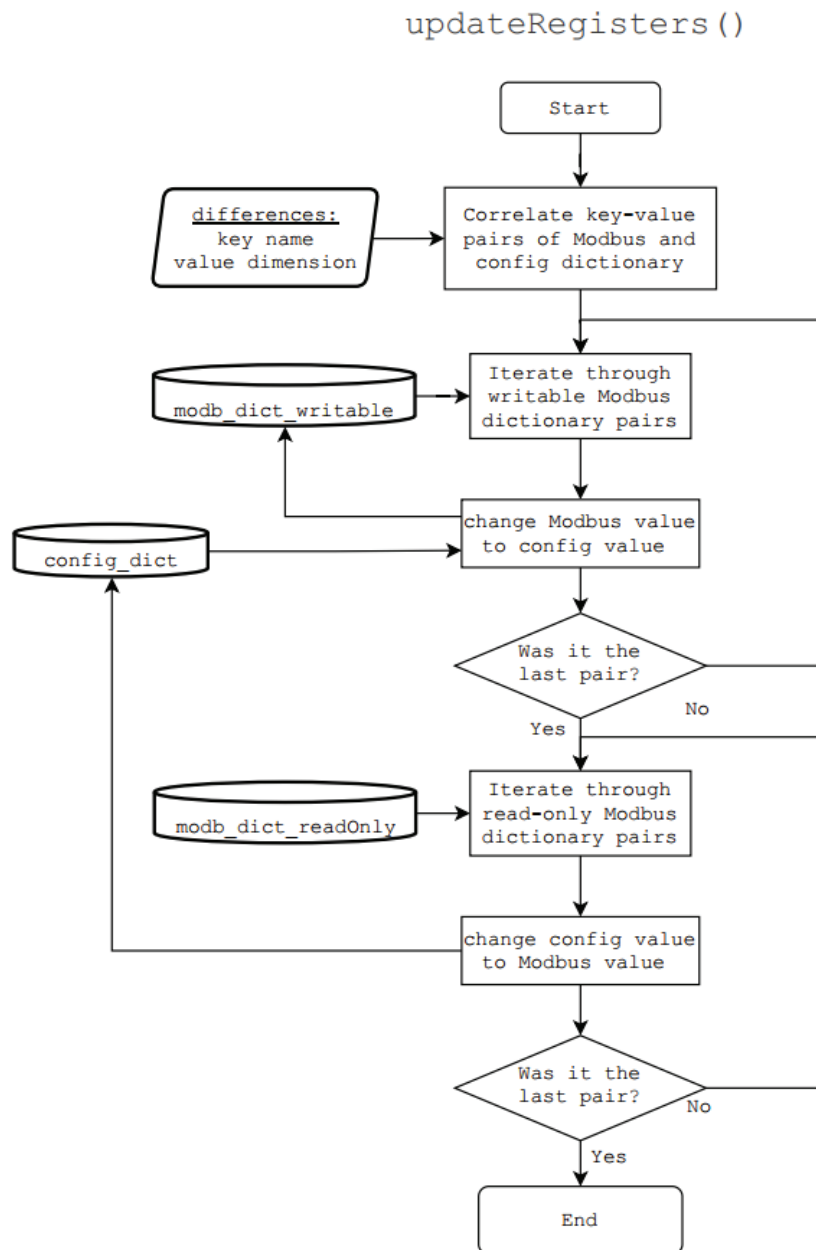 updateRegisters()
Start
differences:
key name
value dimension
Correlate key-value
pairs of Modbus and
config dictionary
modb_dict_writable
Iterate through
writable Modbus
dictionary pairs
config_dict
change Modbus value
to config value
Was it the
last pair?
No
Yes
modb_dict_readOnly
Iterate through
read-only Modbus
dictionary pairs
change config value
to Modbus value
Was it the
last pair?
No
Yes
End